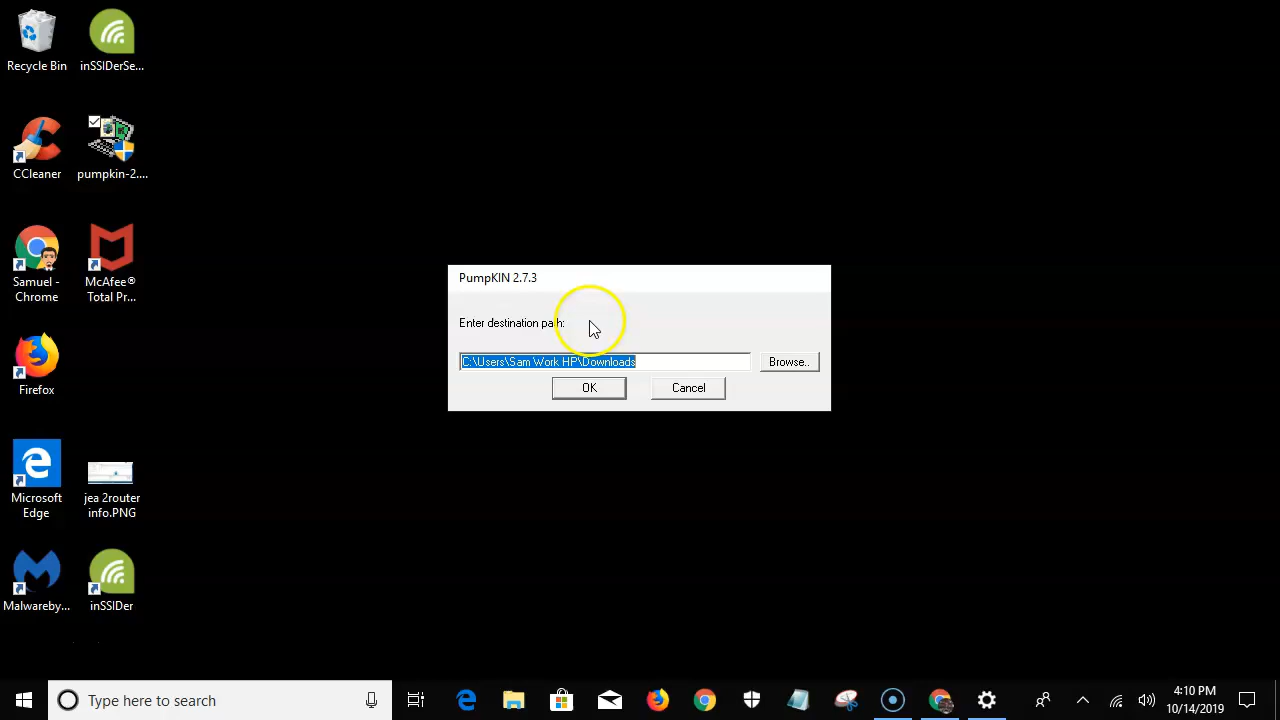 Recycle Bin
inSSIDerSe...
CCleaner
pumpkin-2....
Samuel -
Chrome
McAfee®
Total Pr...
Firefox
Microsoft
Edge
jea 2router
info.PNG
Malwareby...
inSSIDer
PumpKIN 2.7.3
Enter destination path:
C:\Users\Sam Work HP\Downloads
Browse..
OK
Cancel
Type here to search
4:10 PM
10/14/2019